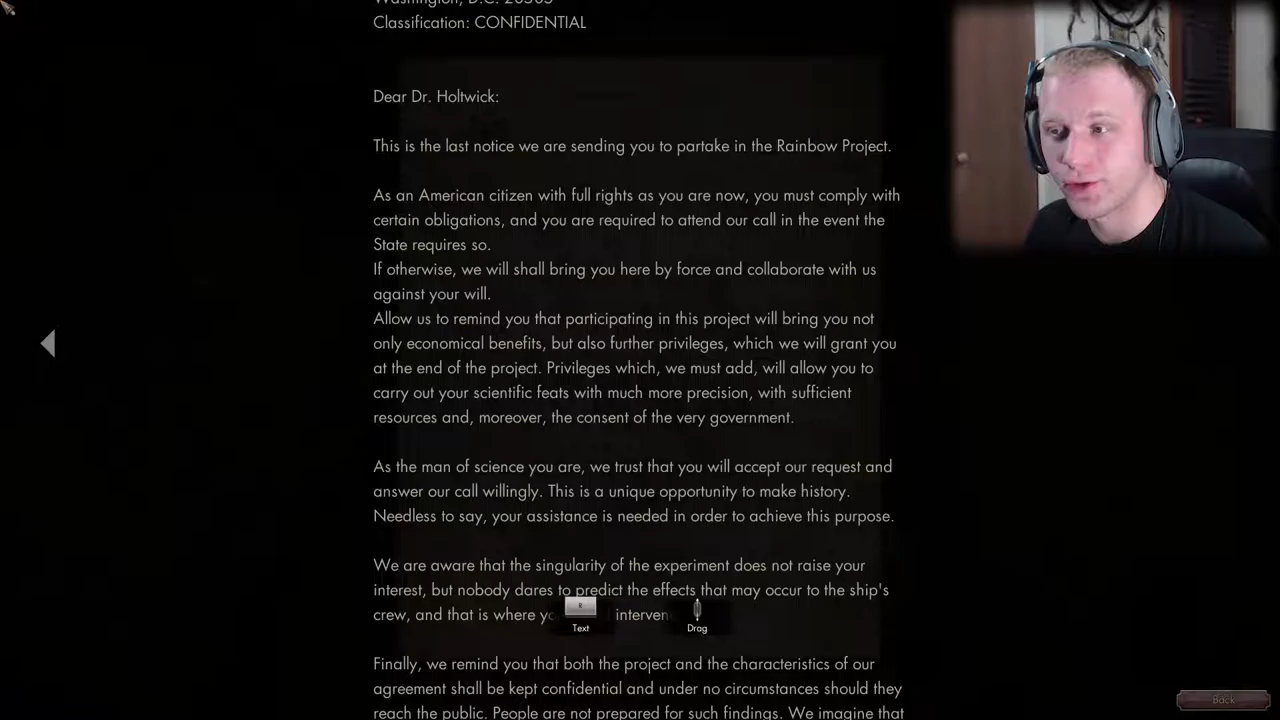 Washington, D.C. 20505
Classification: CONFIDENTIAL
Dear Dr. Holtwick:
This is the last notice we are sending you to partake in the Rainbow Project.
As an American citizen with full rights as you are now, you must comply with
certain obligations, and you are required to attend our call in the event the
State requires so.
If otherwise, we will shall bring you here by force and collaborate with us
against your will.
Allow us to remind you that participating in this project will bring you not
only economical benefits, but also further privileges, which we will grant you
at the end of the project. Privileges which, we must add, will allow you to
carry out your scientific feats with much more precision, with sufficient
resources and, moreover, the consent of the very government.
As the man of science you are, we trust that you will accept our request and
answer our call willingly. This is a unique opportunity to make history.
Needless to say, your assistance is needed in order to achieve this purpose.
We are aware that the singularity of the experiment does not raise your
interest, but nobody dares to predict the effects that may occur to the ship's
crew, and that is where intervene
R
Text
Drag
Finally, we remind you that both the project and the characteristics of our
agreement shall be kept confidential and under no circumstances should they
reach the public. People are not prepared for such findings. We imagine that
Back